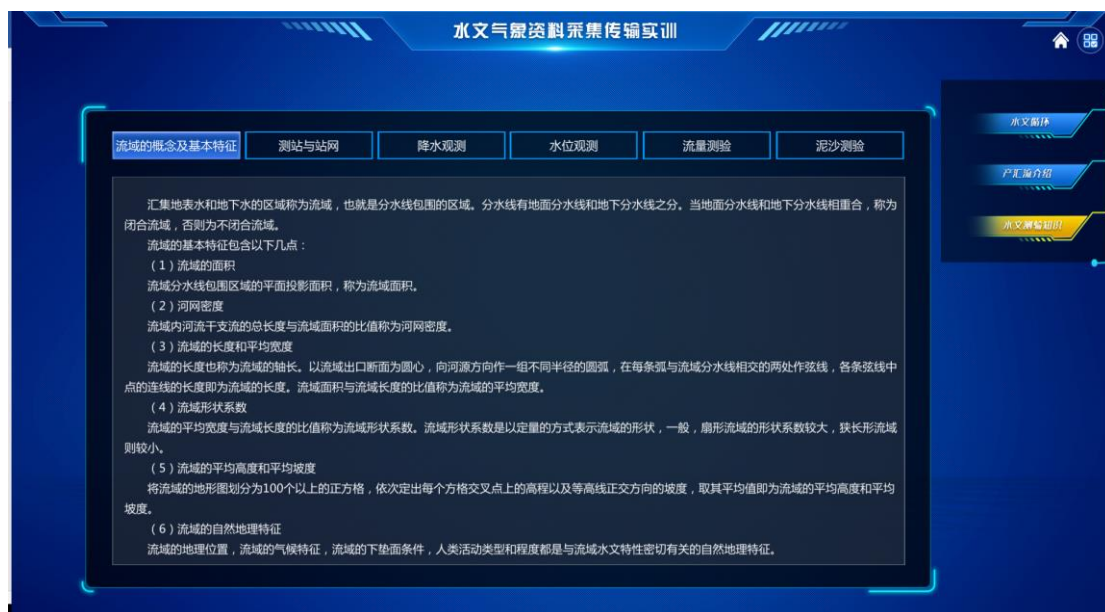 水文气象资料采集传输实训
水文循环
产汇流介绍
水文测验知识
流域的概念及基本特征
测站与站网
降水观测
水位观测
流量测验
泥沙测验
汇集地表水和地下水的区域称为流域，也就是分水线包围的区域。分水线有地面分水线和地下分水线之分。当地面分水线和地下分水线相重合，称为
闭合流域，否则为不闭合流域。
流域的基本特征包含以下几点：
（1）流域的面积
流域分水线包围区域的平面投影面积，称为流域面积。
（2）河网密度
流域内河流干支流的总长度与流域面积的比值称为河网密度。
（3）流域的长度和平均宽度
流域的长度也称为流域的轴长。以流域出口断面为圆心，向河源方向作一组不同半径的圆弧，在每条弧与流域分水线相交的两处作弦线，各条弦线中
点的连线的长度即为流域的长度。流域面积与流域长度的比值称为流域的平均宽度。
（4）流域形状系数
流域的平均宽度与流域长度的比值称为流域形状系数。流域形状系数是以定量的方式表示流域的形状，一般，扇形流域的形状系数较大，狭长形流域
则较小。
（5）流域的平均高度和平均坡度
将流域的地形图划分为100个以上的正方格，依次定出每个方格交叉点上的高程以及等高线正交方向的坡度，取其平均值即为流域的平均高度和平均
坡度。
（6）流域的自然地理特征
流域的地理位置，流域的气候特征，流域的下垫面条件，人类活动类型和程度都是与流域水文特性密切有关的自然地理特征。